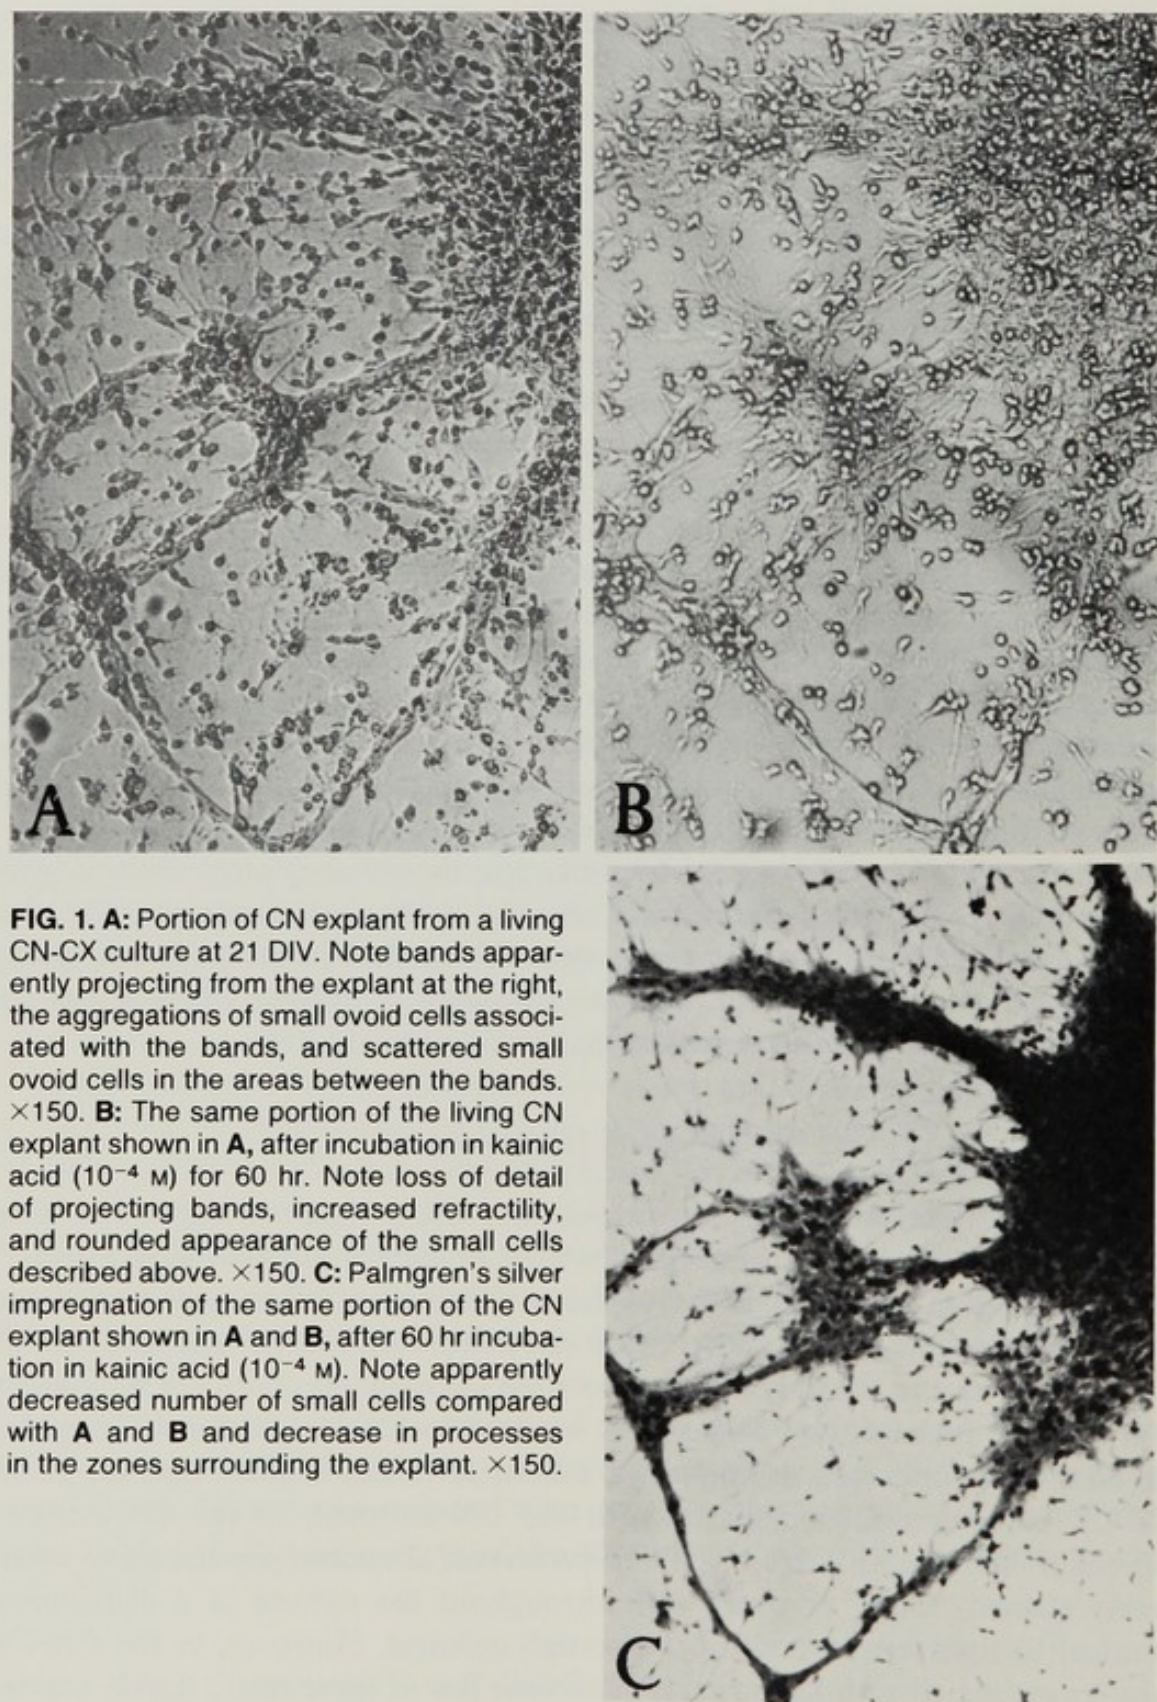 A
B
FIG. 1. A: Portion of CN explant from a living
CN-CX culture at 21 DIV. Note bands appar-
ently projecting from the explant at the right,
the aggregations of small ovoid cells associ-
ated with the bands, and scattered small
ovoid cells in the areas between the bands.
×150. B: The same portion of the living CN
explant shown in A, after incubation in kainic
acid (10⁻⁴ M) for 60 hr. Note loss of detail
of projecting bands, increased refractility,
and rounded appearance of the small cells
described above. ×150. C: Palmgren's silver
impregnation of the same portion of the CN
explant shown in A and B, after 60 hr incuba-
tion in kainic acid (10⁻⁴ M). Note apparently
decreased number of small cells compared
with A and B and decrease in processes
in the zones surrounding the explant. ×150.
C